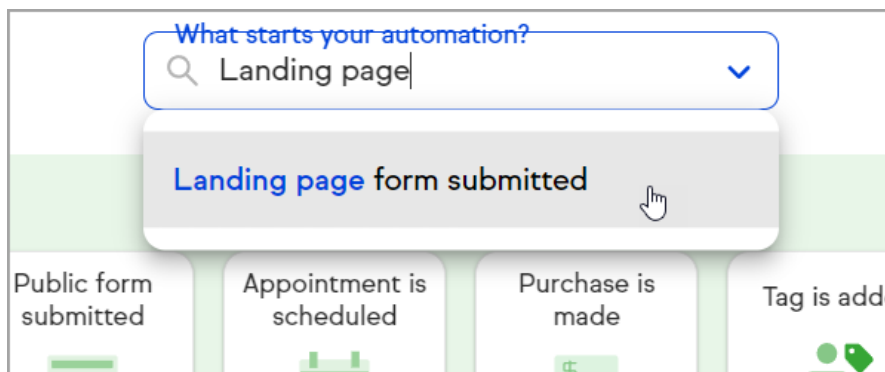 What starts your automation?
Landing page
Landing page form submitted
Public form
submitted
Appointment is
scheduled
Purchase is
made
Tag is